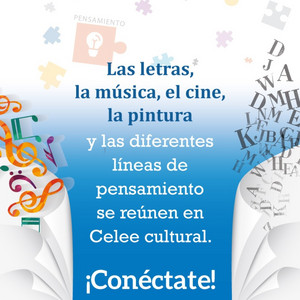 PENSAMIENTO
Las letras,
la música, el cine,
la pintura
y las diferentes
líneas de
pensamiento
se reúnen en
Celee cultural.
¡Conéctate!